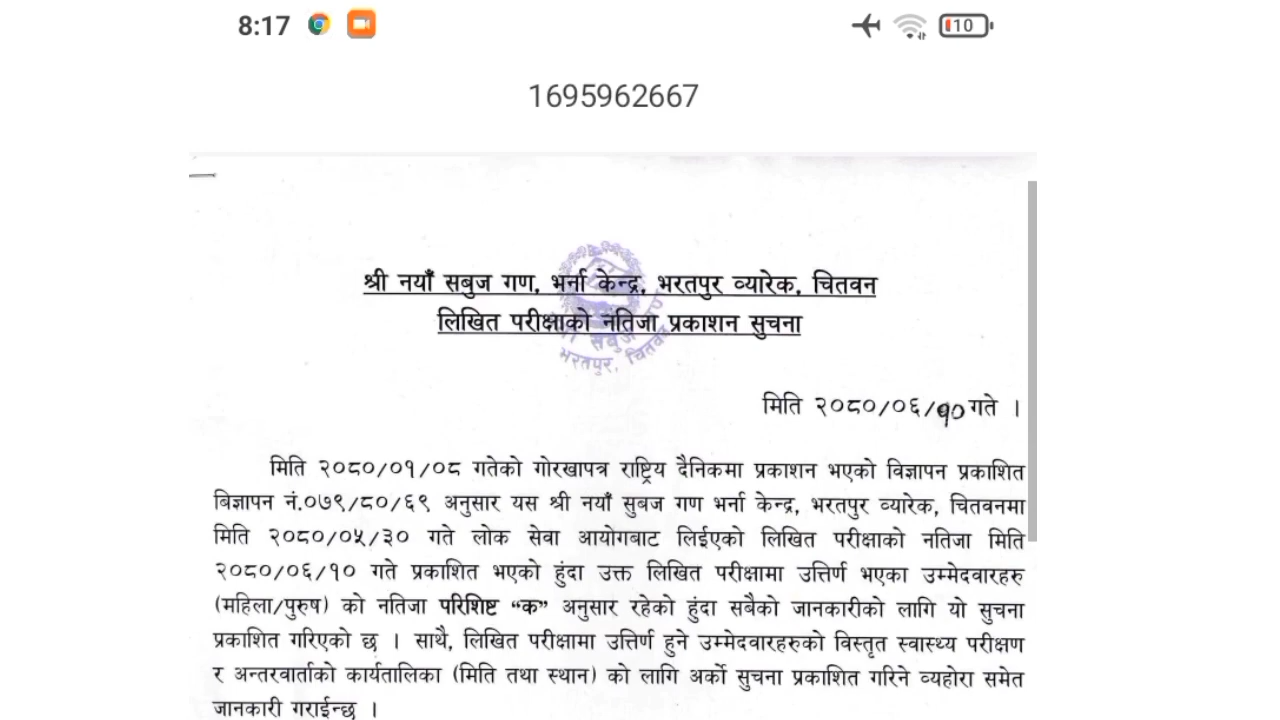 8:17
10
1695962667
श्री नयाँ सबुज गण, भर्ना केन्द्र, भरतपुर व्यारेक, चितवन
लिखित परीक्षाको नतिजा प्रकाशन सुचना
सबुज
भरतपुर, चितवन
मिति २०८०/०६/१० गते ।
मिति २०८०/०१/०८ गतेको गोरखापत्र राष्ट्रिय दैनिकमा प्रकाशन भएको विज्ञापन प्रकाशित
बिज्ञापन नं.०७९/८०/६९ अनुसार यस श्री नयाँ सुबज गण भर्ना केन्द्र, भरतपुर व्यारेक, चितवनमा
मिति २०८०/०५/३० गते लोक सेवा आयोगबाट लिईएको लिखित परीक्षाको नतिजा मिति
२०८०/०६/१० गते प्रकाशित भएको हुंदा उक्त लिखित परीक्षामा उत्तिर्ण भएका उम्मेदवारहरु
(महिला/पुरुष) को नतिजा परिशिष्ट “क” अनुसार रहेको हुंदा सबैको जानकारीको लागि यो सुचना
प्रकाशित गरिएको छ । साथै, लिखित परीक्षामा उत्तिर्ण हुने उम्मेदवारहरुको विस्तृत स्वास्थ्य परीक्षण
र अन्तरवार्ताको कार्यतालिका (मिति तथा स्थान) को लागि अर्को सुचना प्रकाशित गरिने व्यहोरा समेत
जानकारी गराईन्छ ।